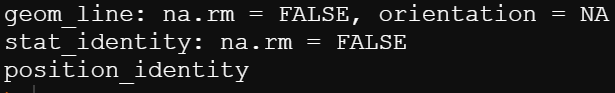 geom_line: na.rm = FALSE, orientation = NA
stat_identity: na.rm = FALSE
position_identity